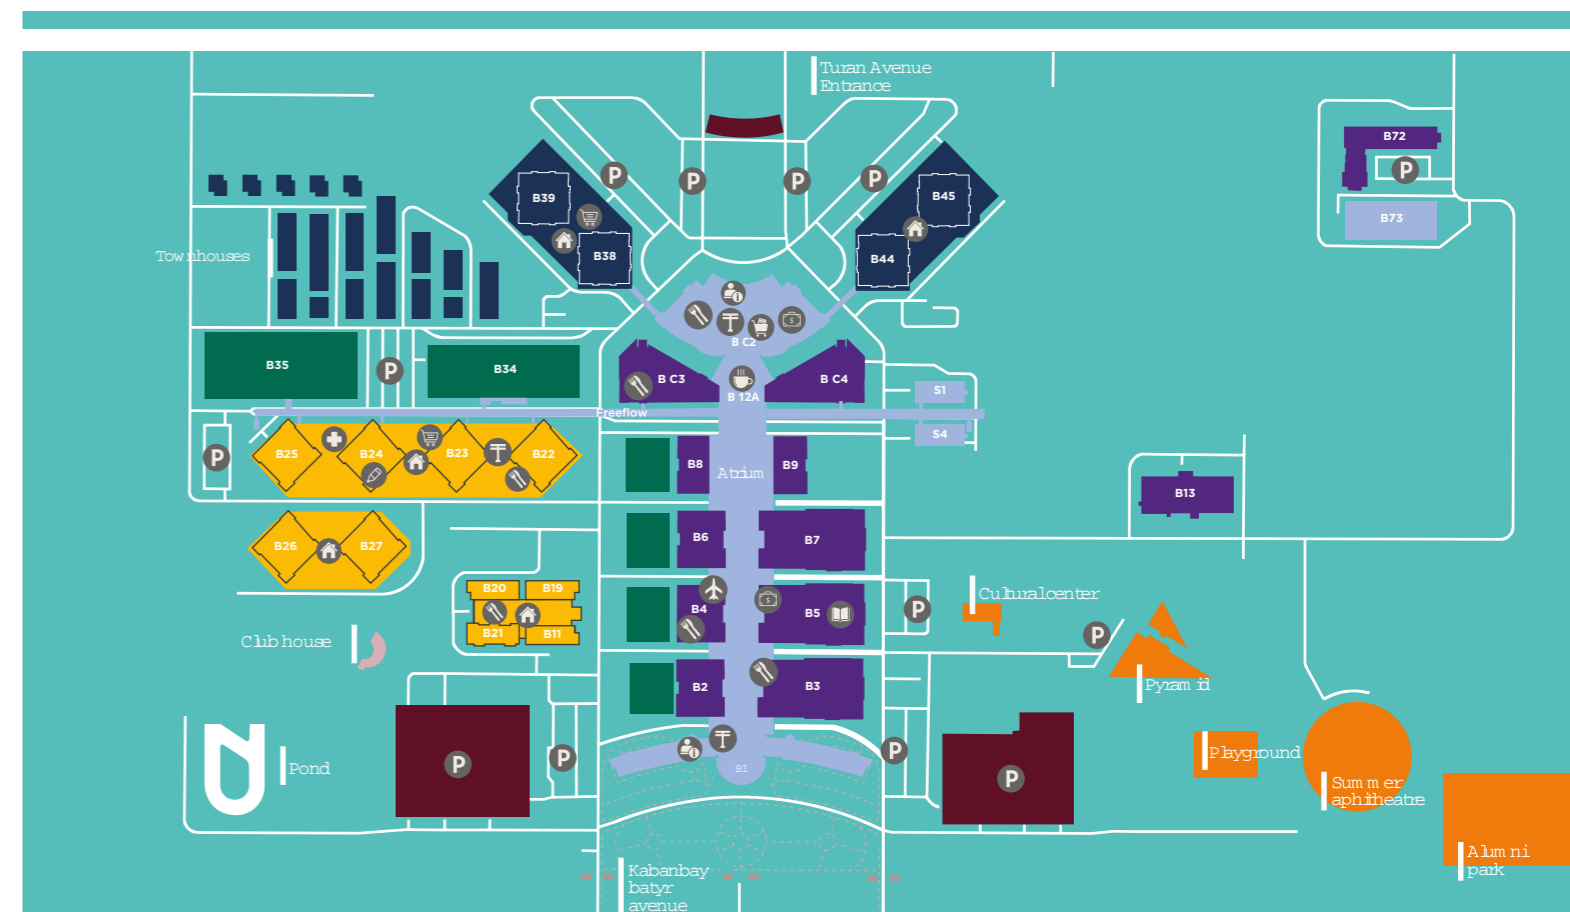 Turan Avenue
Entrance
B72
P
B39
P
P
P
P
B45
B73
B38
B44
Townhouses
B C2
B35
P
B34
B C3
B C4
B 12A
S1
Freeflow
S4
P
B25
B24
B23
B22
B8
Atrium
B9
B13
B26
B27
B6
B7
B20
B19
B21
B11
B4
B5
P
Cultural center
P
Club house
B2
B3
Pyramid
Pond
P
P
B1
P
P
Playground
Summer
aphitheatre
Kabanbay
batyr
avenue
Alumni
park